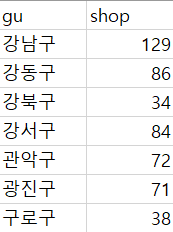 gu shop
강남구 129
강동구 86
강북구 34
강서구 84
관악구 72
광진구 71
구로구 38